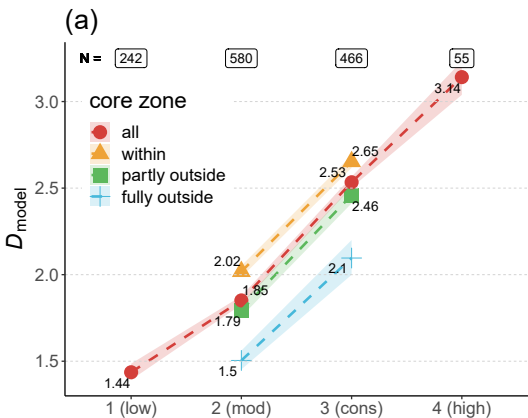 (a)
N = 242 580 466 55
core zone
all
within
partly outside
fully outside
D model
3.0
2.5
2.0
1.5
3.14
2.65
2.53
2.46
2.02
1.85
1.79
2.1
1.5
1.44
1 (low) 2 (mod) 3 (cons) 4 (high)